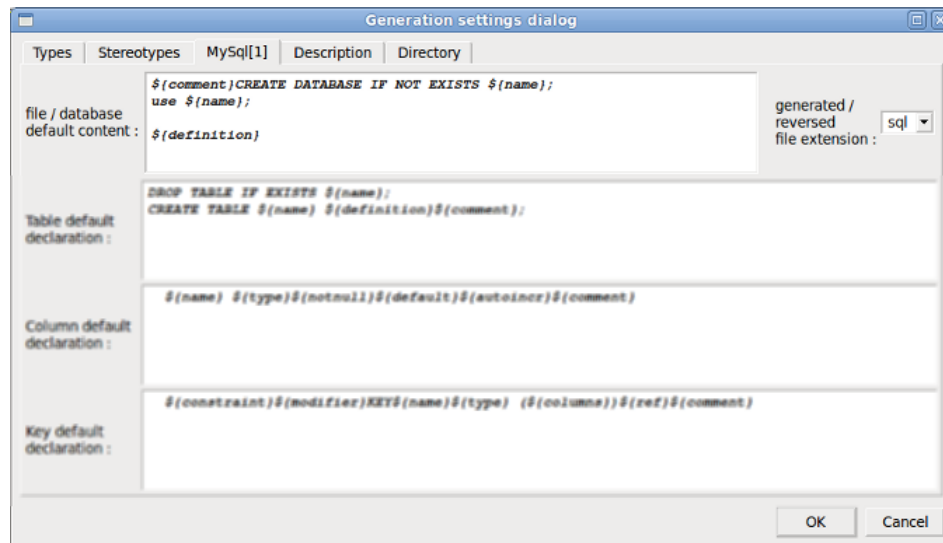 Generation settings dialog
Types Stereotypes MySql[1] Description Directory
file / database
default content :
${comment}CREATE DATABASE IF NOT EXISTS ${name};
use ${name};
${definition}
generated /
reversed
file extension :
sql
Table default
declaration :
DROP TABLE IF EXISTS ${name};
CREATE TABLE ${name} ${definition}${comment};
Column default
declaration :
${name} ${type}${notnull}${default}${autoincr}${comment}
Key default
declaration :
${constraint}${modifier}KEY${name}${type} (${columns})${ref}${comment}
OK Cancel